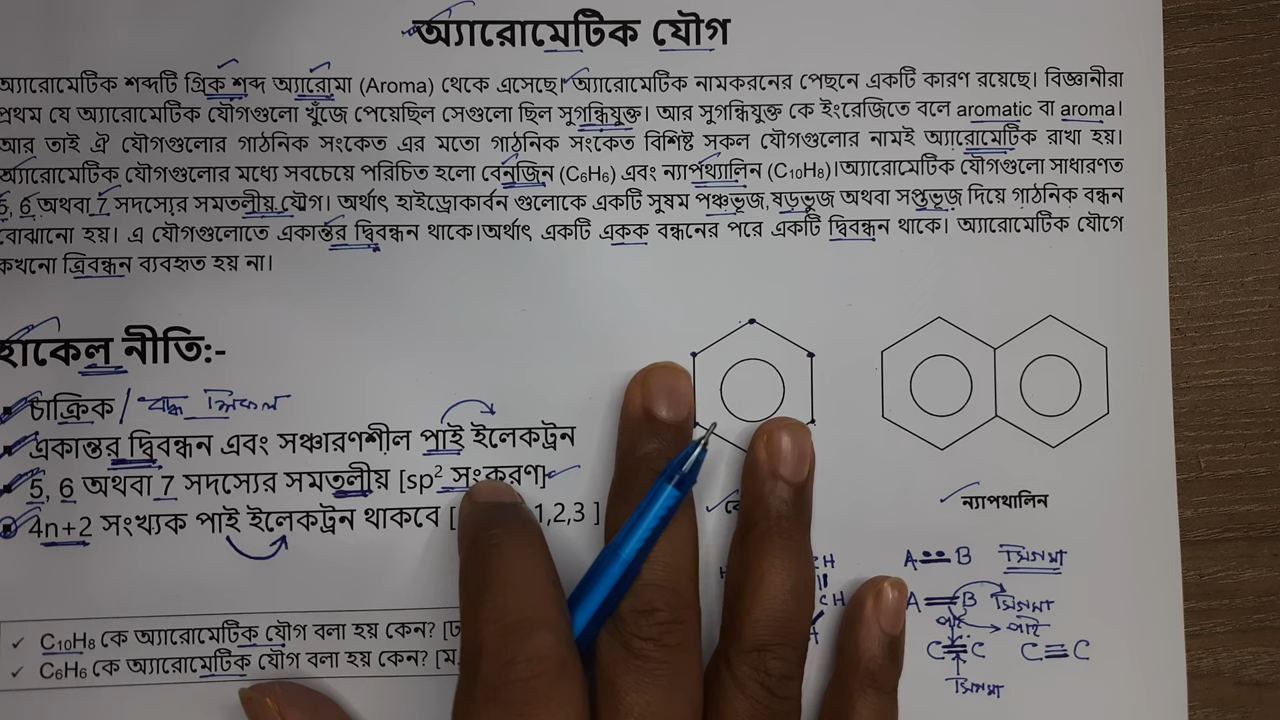 অ্যারোমেটিক যৌগ
অ্যারোমেটিক শব্দটি গ্রিক শব্দ অ্যারোমা (Aroma) থেকে এসেছে। অ্যারোমেটিক নামকরনের পেছনে একটি কারণ রয়েছে। বিজ্ঞানীরা
প্রথম যে অ্যারোমেটিক যৌগগুলো খুঁজে পেয়েছিল সেগুলো ছিল সুগন্ধিযুক্ত। আর সুগন্ধিযুক্ত কে ইংরেজিতে বলে aromatic বা aroma।
আর তাই ঐ যৌগগুলোর গাঠনিক সংকেত এর মতো গাঠনিক সংকেত বিশিষ্ট সকল যৌগগুলোর নামই অ্যারোমেটিক রাখা হয়।
অ্যারোমেটিক যৌগগুলোর মধ্যে সবচেয়ে পরিচিত হলো বেনজিন (C₆H₆) এবং ন্যাপথ্যালিন (C₁₀H₈)।অ্যারোমেটিক যৌগগুলো সাধারণত
5, 6 অথবা 7 সদস্যের সমতলীয় যৌগ। অর্থাৎ হাইড্রোকার্বন গুলোকে একটি সুষম পঞ্চভূজ,ষড়ভুজ অথবা সপ্তভূজ দিয়ে গাঠনিক বন্ধন
বোঝানো হয়। এ যৌগগুলোতে একান্তর দ্বিবন্ধন থাকে।অর্থাৎ একটি একক বন্ধনের পরে একটি দ্বিবন্ধন থাকে। অ্যারোমেটিক যৌগে
কখনো ত্রিবন্ধন ব্যবহৃত হয় না।
হাকেল নীতি:-
চাক্রিক / বদ্ধ শিকল
একান্তর দ্বিবন্ধন এবং সঞ্চারণশীল পাই ইলেকট্রন
5, 6 অথবা 7 সদস্যের সমতলীয় [sp² সংকরণ]
4n+2 সংখ্যক পাই ইলেকট্রন থাকবে [ 1,2,3 ]
ন্যাপথালিন
A==B সিগমা
A==B সিগমা
পাই পাই
C=C C≡C
সিগমা
✓ C₁₀H₈ কে অ্যারোমেটিক যৌগ বলা হয় কেন?
✓ C₆H₆ কে অ্যারোমেটিক যৌগ বলা হয় কেন?